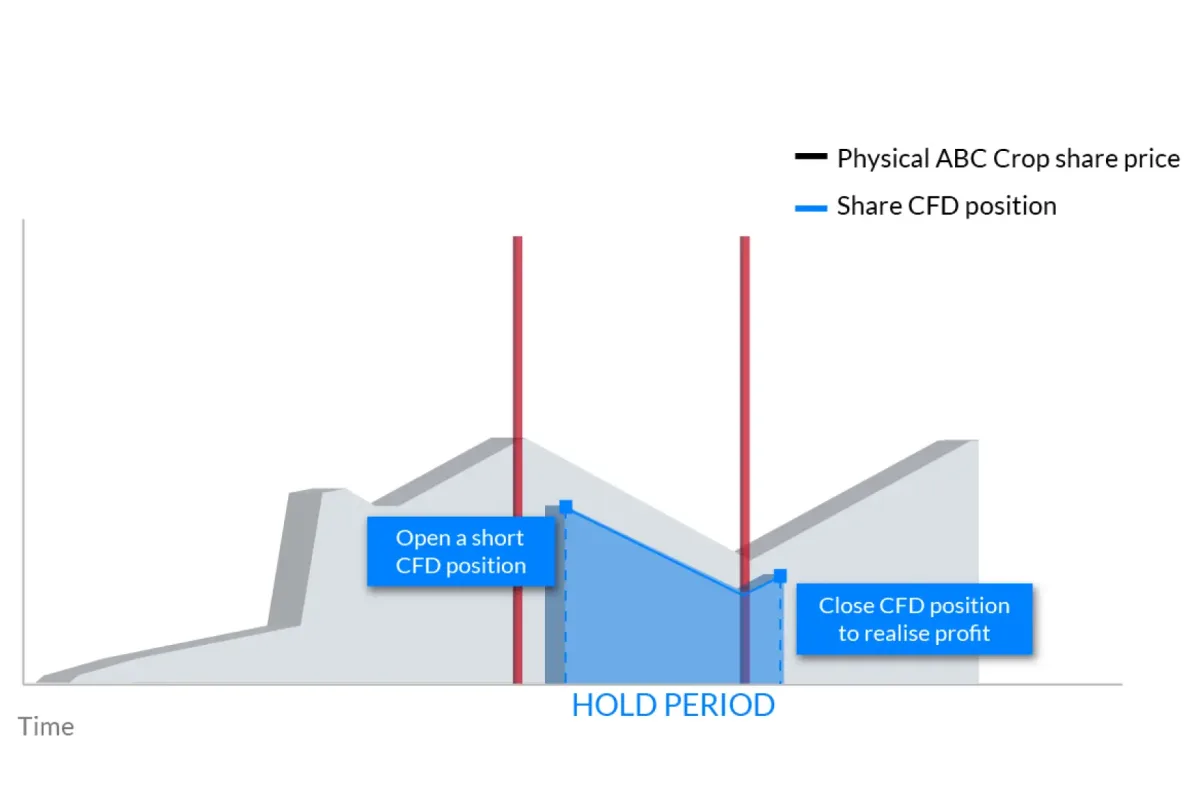 Physical ABC Crop share price
Share CFD position
Open a short
CFD position
Close CFD position
to realise profit
HOLD PERIOD
Time